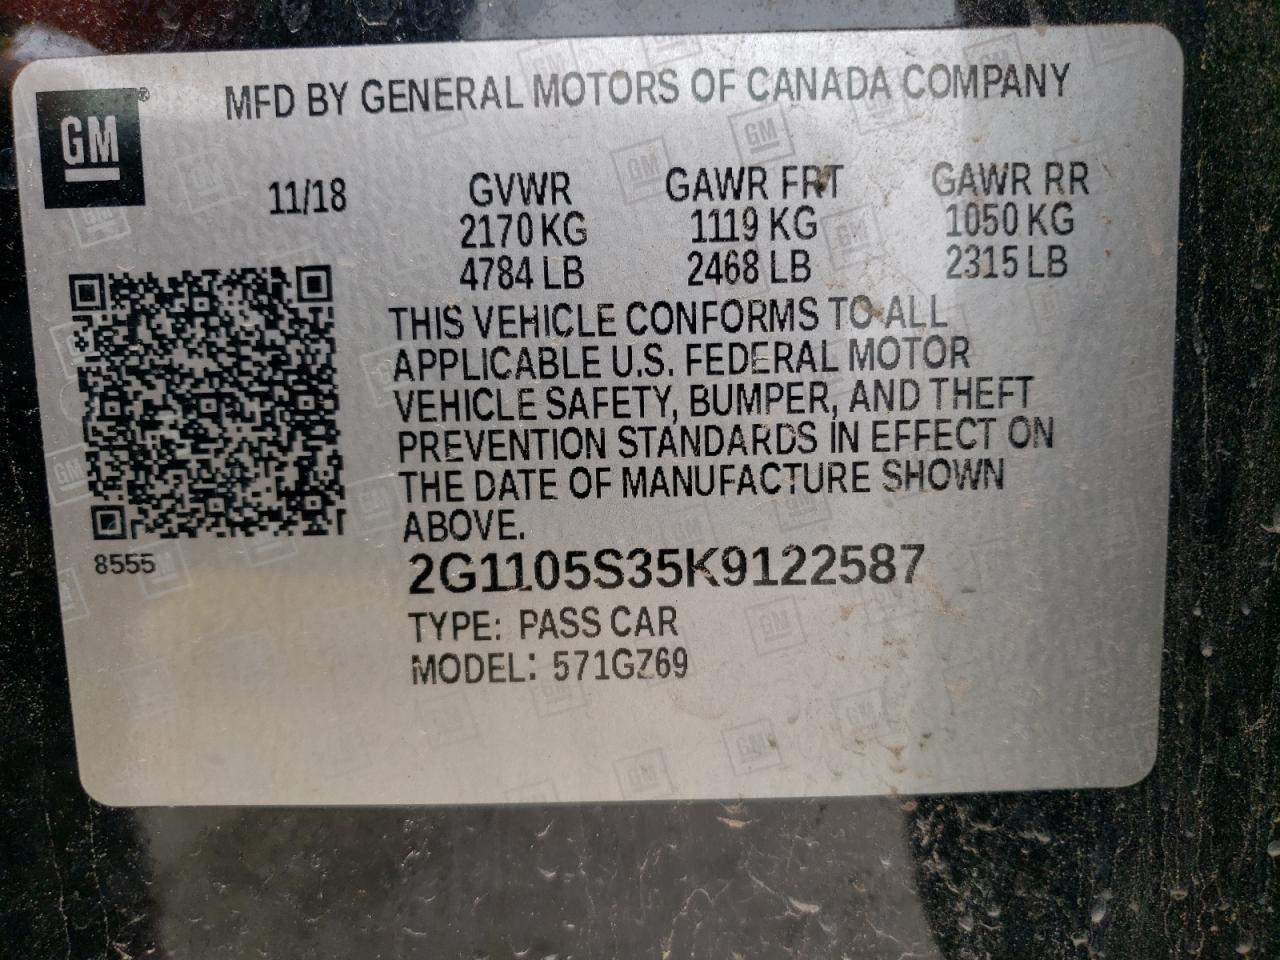 MFD BY GENERAL MOTORS OF CANADA COMPANY
GM
11/18 GVWR GAWR FRT GAWR RR
2170 KG 1119 KG 1050 KG
4784 LB 2468 LB 2315 LB
THIS VEHICLE CONFORMS TO ALL
APPLICABLE U.S. FEDERAL MOTOR
VEHICLE SAFETY, BUMPER, AND THEFT
PREVENTION STANDARDS IN EFFECT ON
THE DATE OF MANUFACTURE SHOWN
ABOVE.
8555
2G1105S35K9122587
TYPE: PASS CAR
MODEL: 571GZ69